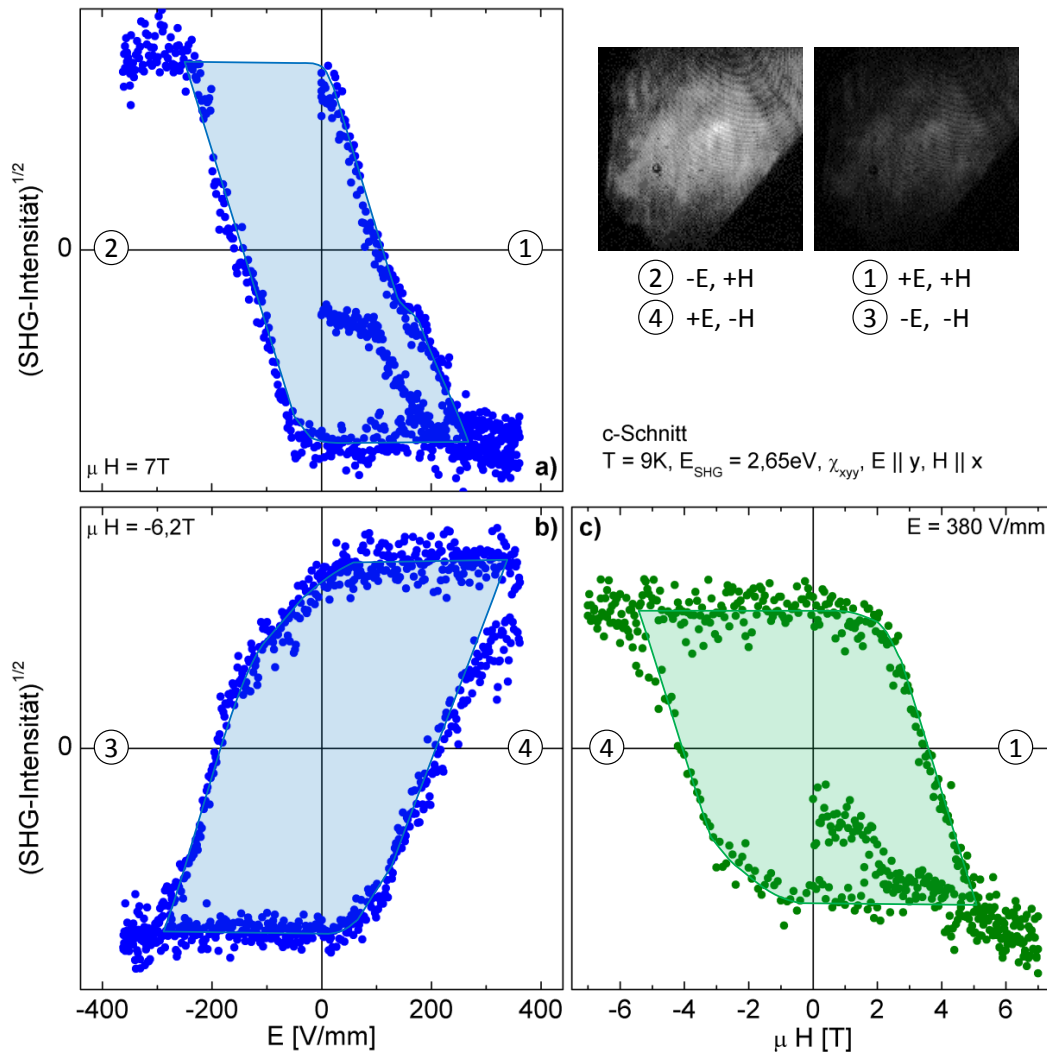 (SHG-Intensität)1/2
0
②
①
μ H = 7T
a)
② -E, +H
① +E, +H
④ +E, -H
③ -E, -H
c-Schnitt
T = 9K, ESHG = 2,65eV, χxyy, E || y, H || x
(SHG-Intensität)1/2
μ H = -6,2T
b)
0
③
④
-400
-200
0
200
400
E [V/mm]
c)
E = 380 V/mm
④
①
-6
-4
-2
0
2
4
6
μ H [T]